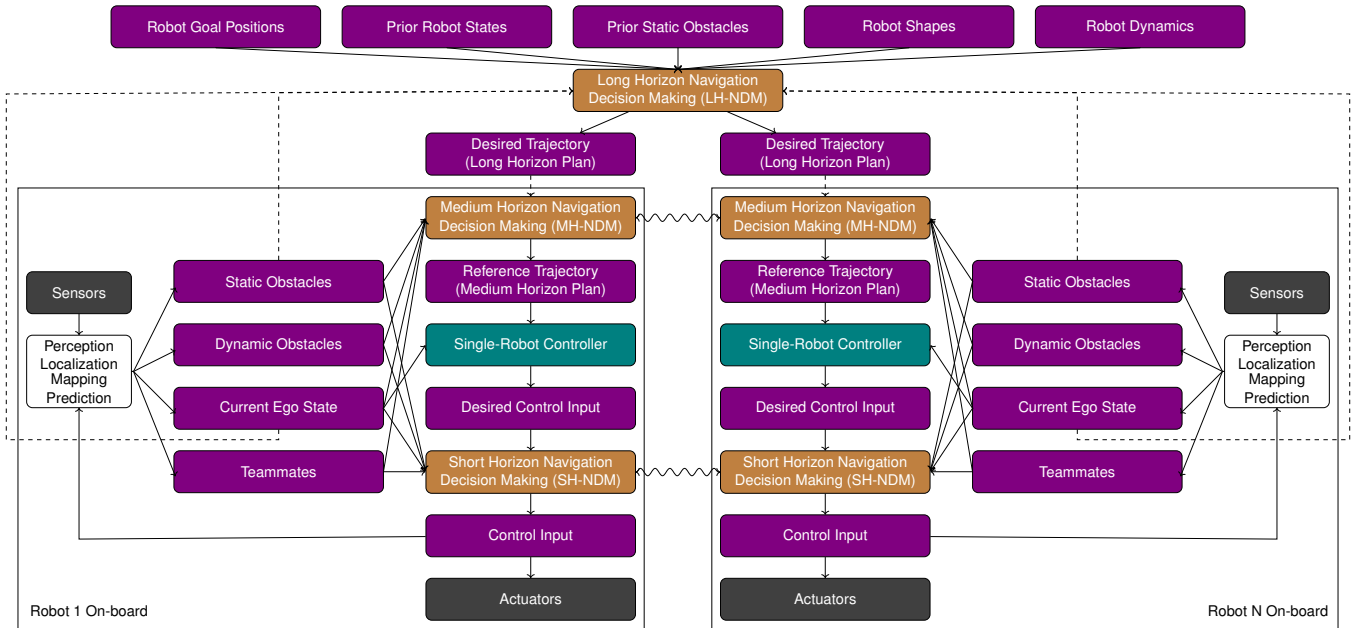 Robot Goal Positions
Prior Robot States
Prior Static Obstacles
Robot Shapes
Robot Dynamics
Long Horizon Navigation
Decision Making (LH-NDM)
Desired Trajectory
(Long Horizon Plan)
Desired Trajectory
(Long Horizon Plan)
Medium Horizon Navigation
Decision Making (MH-NDM)
Medium Horizon Navigation
Decision Making (MH-NDM)
Sensors
Static Obstacles
Reference Trajectory
(Medium Horizon Plan)
Reference Trajectory
(Medium Horizon Plan)
Static Obstacles
Sensors
Perception
Localization
Mapping
Prediction
Dynamic Obstacles
Single-Robot Controller
Single-Robot Controller
Dynamic Obstacles
Perception
Localization
Mapping
Prediction
Current Ego State
Desired Control Input
Desired Control Input
Current Ego State
Teammates
Short Horizon Navigation
Decision Making (SH-NDM)
Short Horizon Navigation
Decision Making (SH-NDM)
Teammates
Control Input
Control Input
Actuators
Actuators
Robot 1 On-board
Robot N On-board